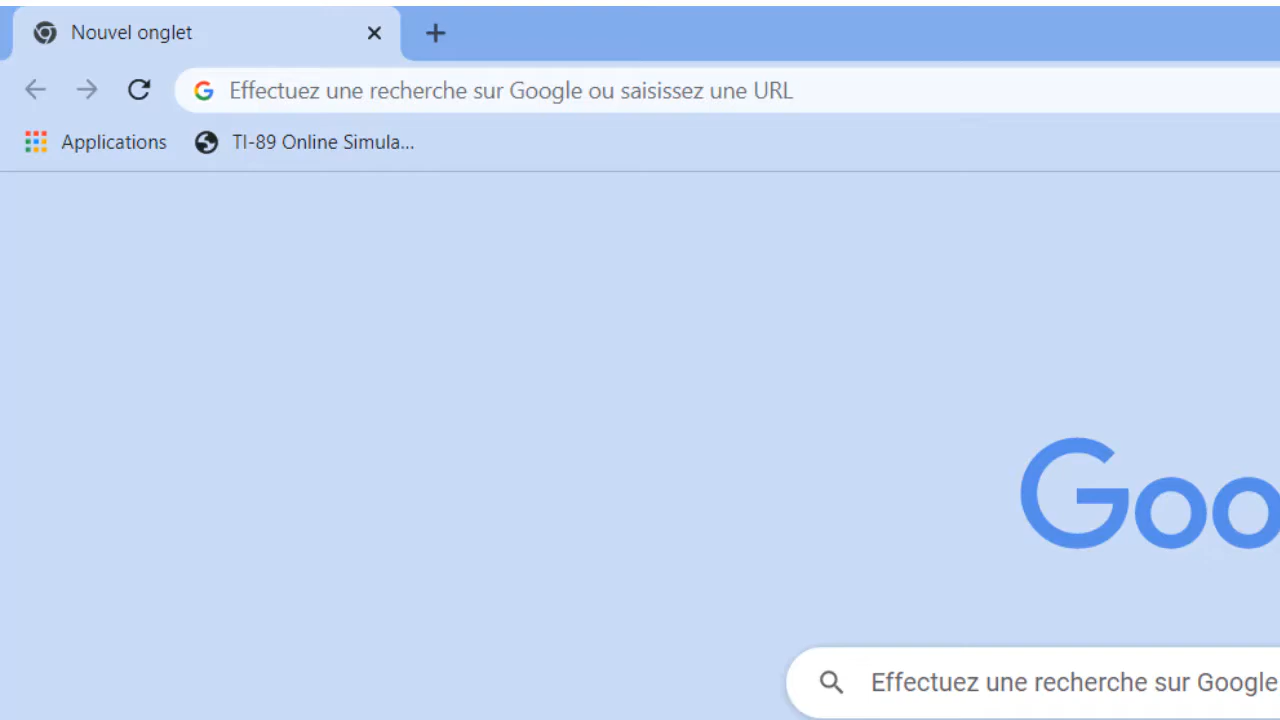 Nouvel onglet
Effectuez une recherche sur Google ou saisissez une URL
Applications
TI-89 Online Simula...
Goo
Effectuez une recherche sur Google